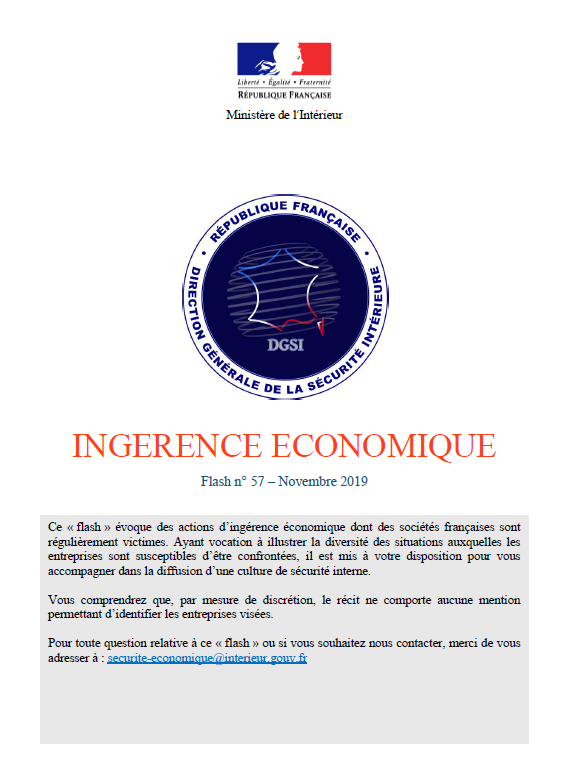 Liberté • Égalité • Fraternité
RÉPUBLIQUE FRANÇAISE
Ministère de l'Intérieur
RÉPUBLIQUE FRANÇAISE
DIRECTION GÉNÉRALE DE LA SÉCURITÉ INTÉRIEURE
DGSI
INGERENCE ECONOMIQUE
Flash n° 57 – Novembre 2019
Ce « flash » évoque des actions d'ingérence économique dont des sociétés françaises sont
régulièrement victimes. Ayant vocation à illustrer la diversité des situations auxquelles les
entreprises sont susceptibles d'être confrontées, il est mis à votre disposition pour vous
accompagner dans la diffusion d'une culture de sécurité interne.
Vous comprendrez que, par mesure de discrétion, le récit ne comporte aucune mention
permettant d'identifier les entreprises visées.
Pour toute question relative à ce « flash » ou si vous souhaitez nous contacter, merci de vous
adresser à : securite-economique@interieur.gouv.fr